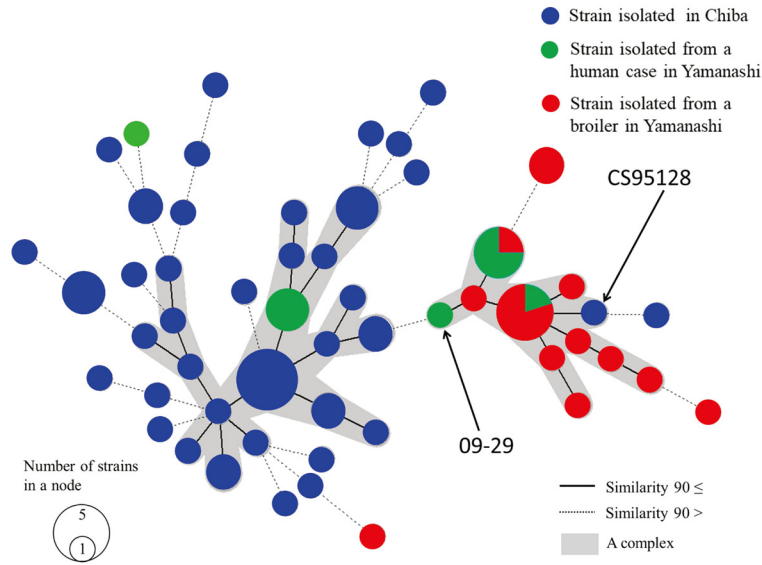 Strain isolated in Chiba
Strain isolated from a
human case in Yamanashi
Strain isolated from a
broiler in Yamanashi
CS95128
09-29
Number of strains
in a node
5
1
Similarity 90 ≤
Similarity 90 >
A complex